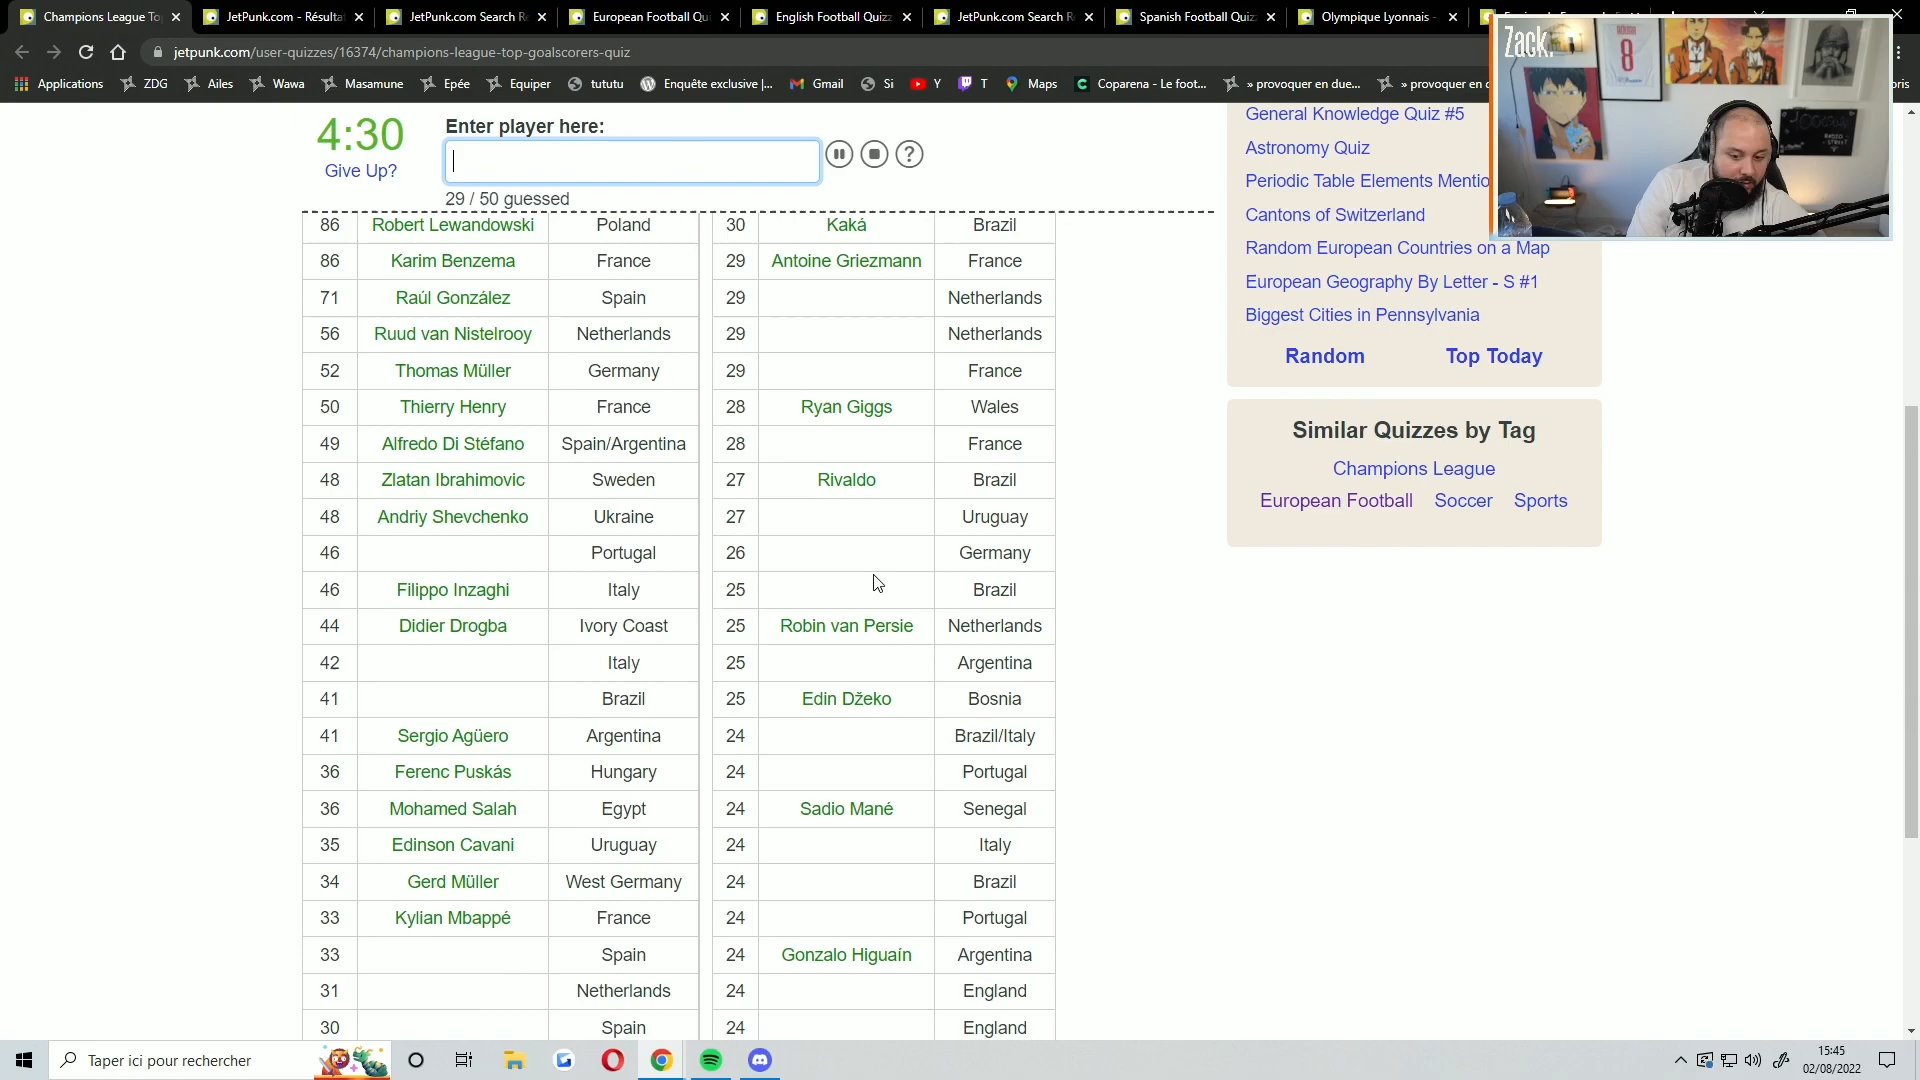 Champions League To
JetPunk.com - Résulta
JetPunk.com Search R
European Football Qui
English Football Quizz
JetPunk.com Search R
Spanish Football Quiz
Olympique Lyonnais -
jetpunk.com/user-quizzes/16374/champions-league-top-goalscorers-quiz
Applications ZDG Ailes Wawa Masamune Epée Equiper tututu Enquête exclusive |... Gmail Si Y T Maps Coparena - Le foot... » provoquer en due... » provoquer en d
Zack.
8
4:30
Give Up?
Enter player here:
29 / 50 guessed
86 Robert Lewandowski Poland
86 Karim Benzema France
71 Raúl González Spain
56 Ruud van Nistelrooy Netherlands
52 Thomas Müller Germany
50 Thierry Henry France
49 Alfredo Di Stéfano Spain/Argentina
48 Zlatan Ibrahimovic Sweden
48 Andriy Shevchenko Ukraine
46 Portugal
46 Filippo Inzaghi Italy
44 Didier Drogba Ivory Coast
42 Italy
41 Brazil
41 Sergio Agüero Argentina
36 Ferenc Puskás Hungary
36 Mohamed Salah Egypt
35 Edinson Cavani Uruguay
34 Gerd Müller West Germany
33 Kylian Mbappé France
33 Spain
31 Netherlands
30 Spain
30 Kaká Brazil
29 Antoine Griezmann France
29 Netherlands
29 Netherlands
29 France
28 Ryan Giggs Wales
28 France
27 Rivaldo Brazil
27 Uruguay
26 Germany
25 Brazil
25 Robin van Persie Netherlands
25 Argentina
25 Edin Džeko Bosnia
24 Brazil/Italy
24 Portugal
24 Sadio Mané Senegal
24 Italy
24 Brazil
24 Portugal
24 Gonzalo Higuaín Argentina
24 England
24 England
General Knowledge Quiz #5
Astronomy Quiz
Periodic Table Elements Mentio
Cantons of Switzerland
Random European Countries on a Map
European Geography By Letter - S #1
Biggest Cities in Pennsylvania
Random Top Today
Similar Quizzes by Tag
Champions League
European Football Soccer Sports
Taper ici pour rechercher
15:45
02/08/2022